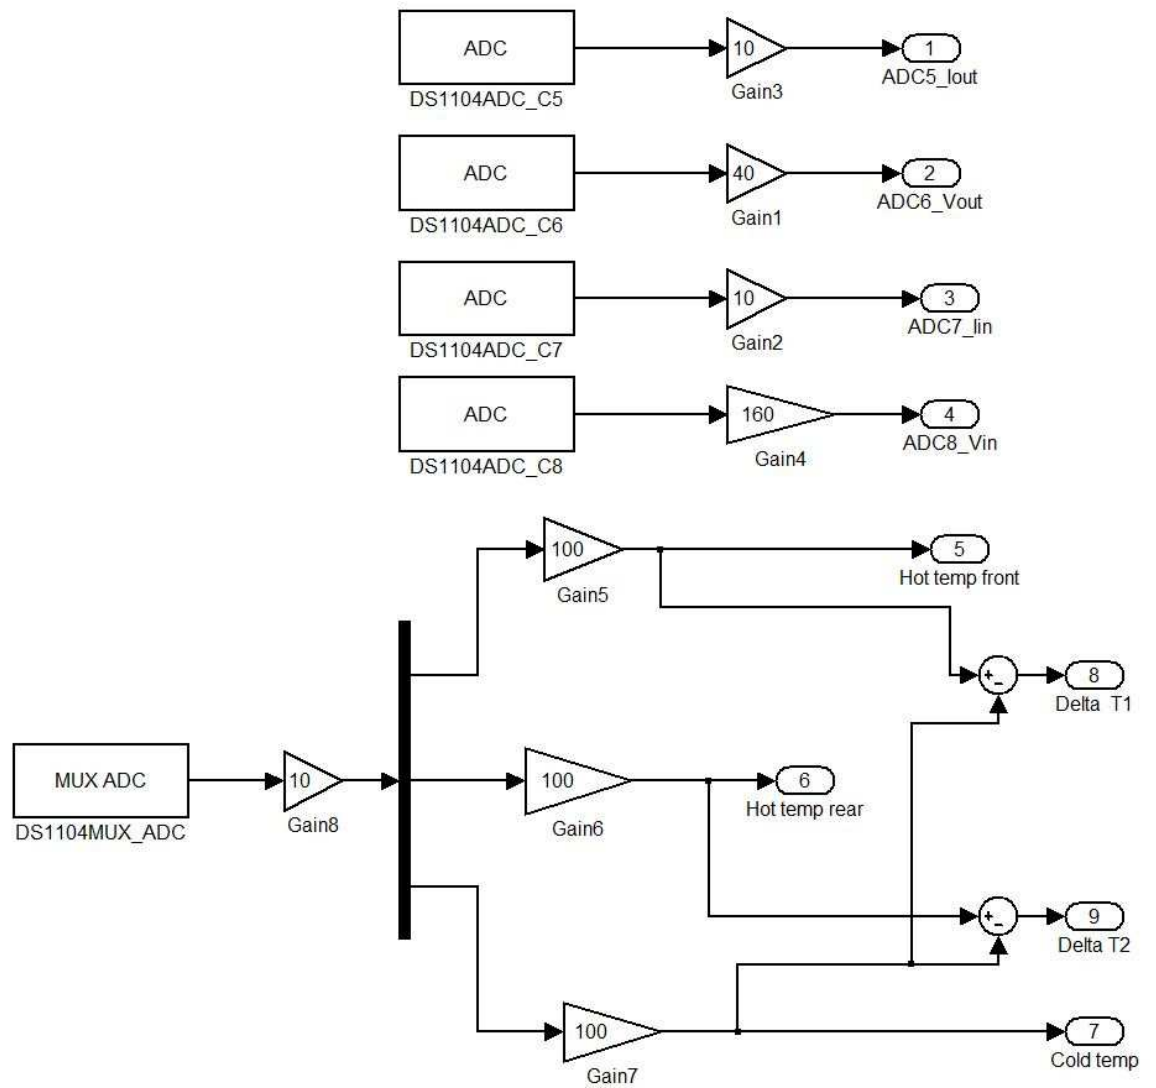 ADC
10
1
DS1104ADC_C5
Gain3
ADC5_Iout
ADC
40
2
DS1104ADC_C6
Gain1
ADC6_Vout
ADC
10
3
DS1104ADC_C7
Gain2
ADC7_Iin
ADC
160
4
DS1104ADC_C8
Gain4
ADC8_Vin
100
5
Gain5
Hot temp front
+
-
8
Delta T1
MUX ADC
10
100
6
DS1104MUX_ADC
Gain8
Gain6
Hot temp rear
+
-
9
Delta T2
100
7
Gain7
Cold temp